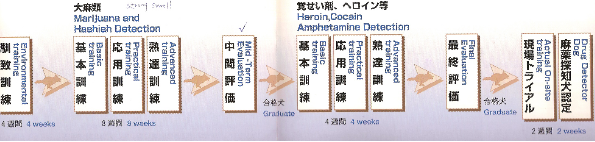 Environmental
training
馴致訓練
4週間 4 weeks
大麻類
Marijuana and
Hashish Detection
Basic
training
基本訓練
Practical
training
応用訓練
Advanced
training
熟達訓練
8週間 8 weeks
Mid-Term
Evaluation
中間評価
合格犬
Graduate
覚せい剤、ヘロイン等
Heroin,Cocain
Amphetamine Detection
Basic
training
基本訓練
Practical
training
応用訓練
Advanced
training
熟達訓練
4週間 4 weeks
Final
Evaluation
最終評価
合格犬
Graduate
Actual On-site
training
現場トライアル
Drug Detector
Dog
麻薬探知犬認定
2週間 2 weeks